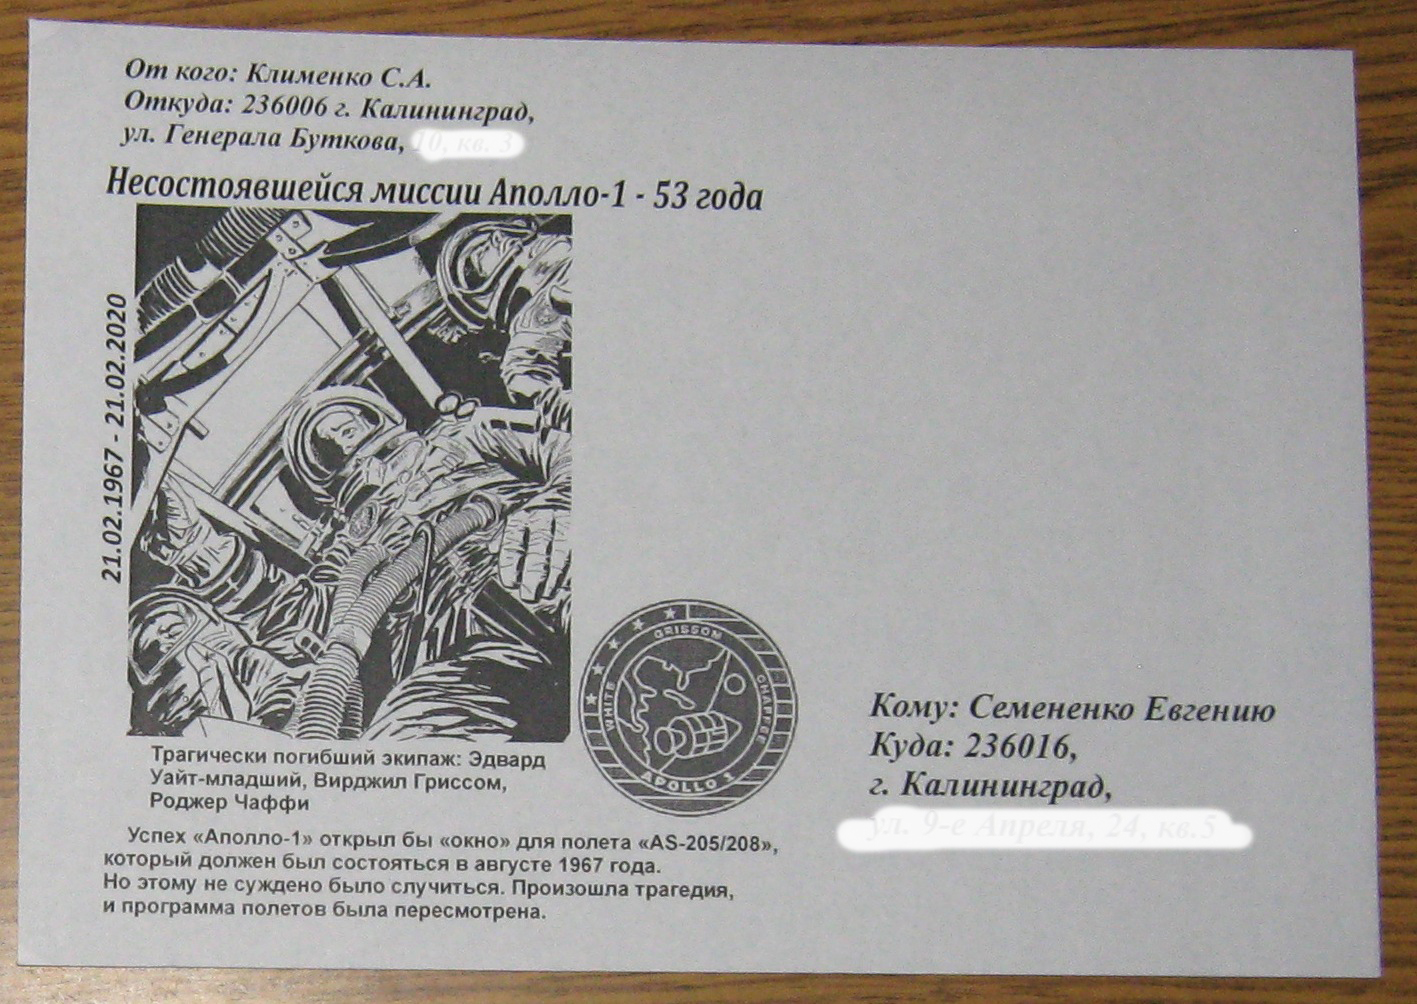 От кого: Клименко С.А.
Откуда: 236006 г. Калининград,
ул. Генерала Буткова,
Несостоявшейся миссии Аполло-1 - 53 года
21.02.1967 - 21.02.2020
GRISSOM
WHITE
CHAFFEE
APOLLO 1
Трагически погибший экипаж: Эдвард
Уайт-младший, Вирджил Гриссом,
Роджер Чаффи
Успех «Аполло-1» открыл бы «окно» для полета «AS-205/208»,
который должен был состояться в августе 1967 года.
Но этому не суждено было случиться. Произошла трагедия,
и программа полетов была пересмотрена.
Кому: Семененко Евгению
Куда: 236016,
г. Калининград,